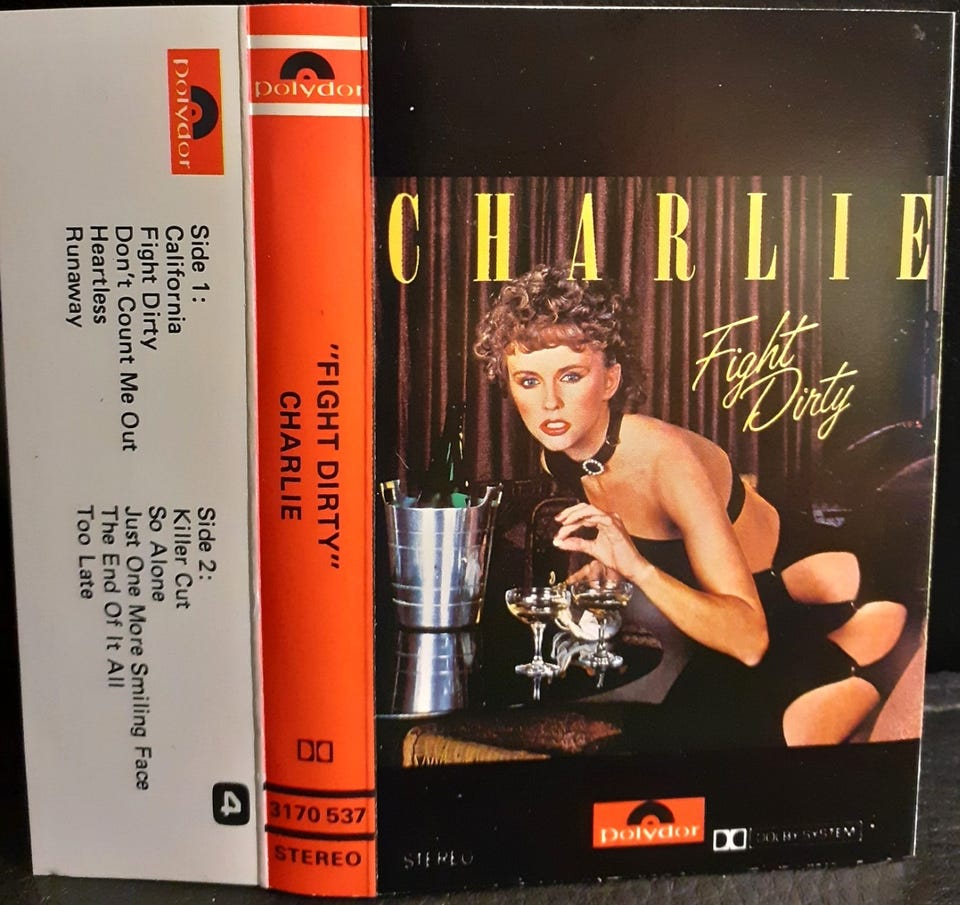 polydor
Side 1:
California
Fight Dirty
Don't Count Me Out
Heartless
Runaway
Side 2:
Killer Cut
So Alone
Just One More Smiling Face
The End Of It All
Too Late
4
polydor
"FIGHT DIRTY"
CHARLIE
3170 537
STEREO
CHARLIE
Fight
Dirty
STEREO
polydor
DOLBY SYSTEM